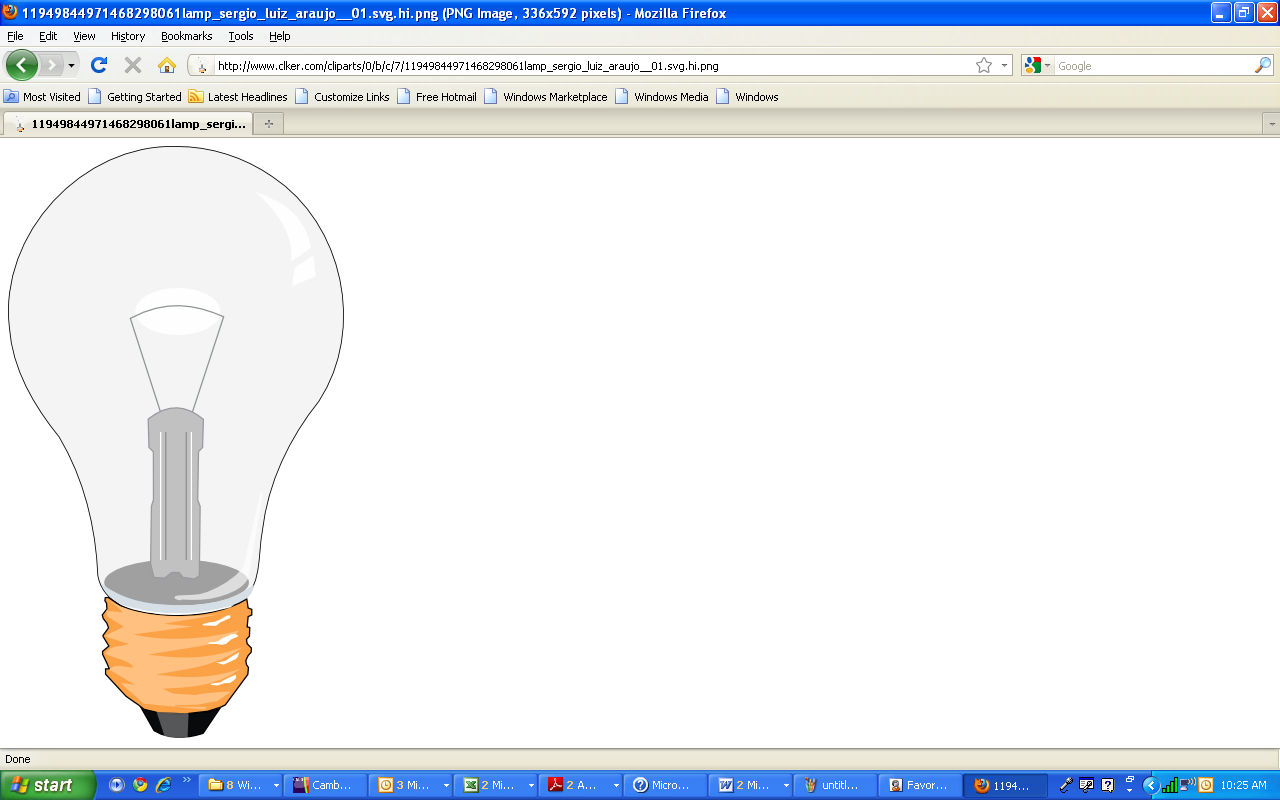 11949844971468298061lamp_sergio_luiz_araujo__01.svg.hi.png (PNG Image, 336x592 pixels) - Mozilla Firefox
File Edit View History Bookmarks Tools Help
http://www.clker.com/cliparts/0/b/c/7/11949844971468298061lamp_sergio_luiz_araujo__01.svg.hi.png Google
Most Visited Getting Started Latest Headlines Customize Links Free Hotmail Windows Marketplace Windows Media Windows
11949844971468298061lamp_sergi...
Done
start 8 Wi... Camb... 3 Mi... 2 Mi... 2 A... Micro... 2 Mi... untitl... Favor... 1194... 10:25 AM